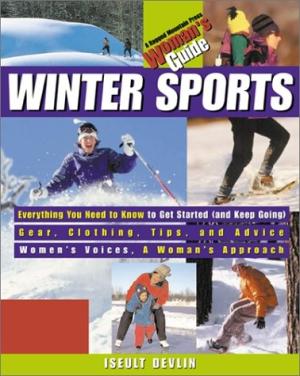 A Ragged Mountain Press
Woman's
Guide
WINTER SPORTS
Everything You Need to Know to Get Started (and Keep Going)
Gear, Clothing, Tips, and Advice
Women's Voices, A Woman's Approach
ISEULT DEVLIN